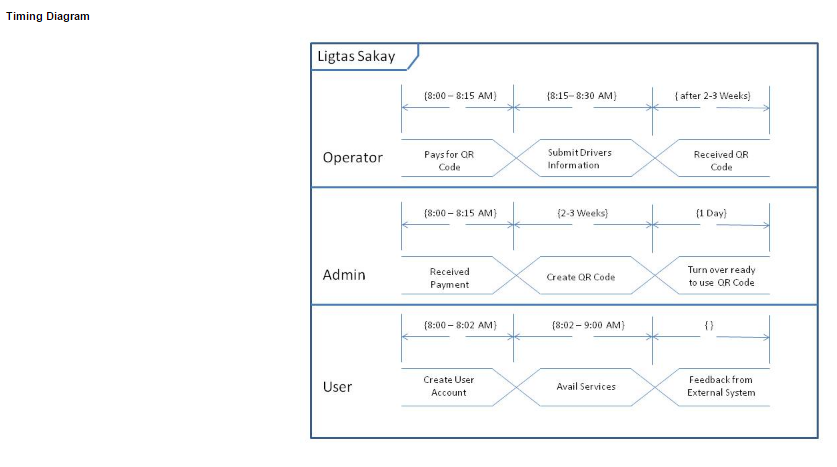 Timing Diagram
Ligtas Sakay
{8:00 – 8:15 AM} {8:15– 8:30 AM} { after 2-3 Weeks}
Operator
Pays for QR
Code
Submit Drivers
Information
Received QR
Code
{8:00 – 8:15 AM} {2-3 Weeks} {1 Day}
Admin
Received
Payment
Create QR Code
Turn over ready
to use QR Code
{8:00 – 8:02 AM} {8:02 – 9:00 AM} { }
User
Create User
Account
Avail Services
Feedback from
External System